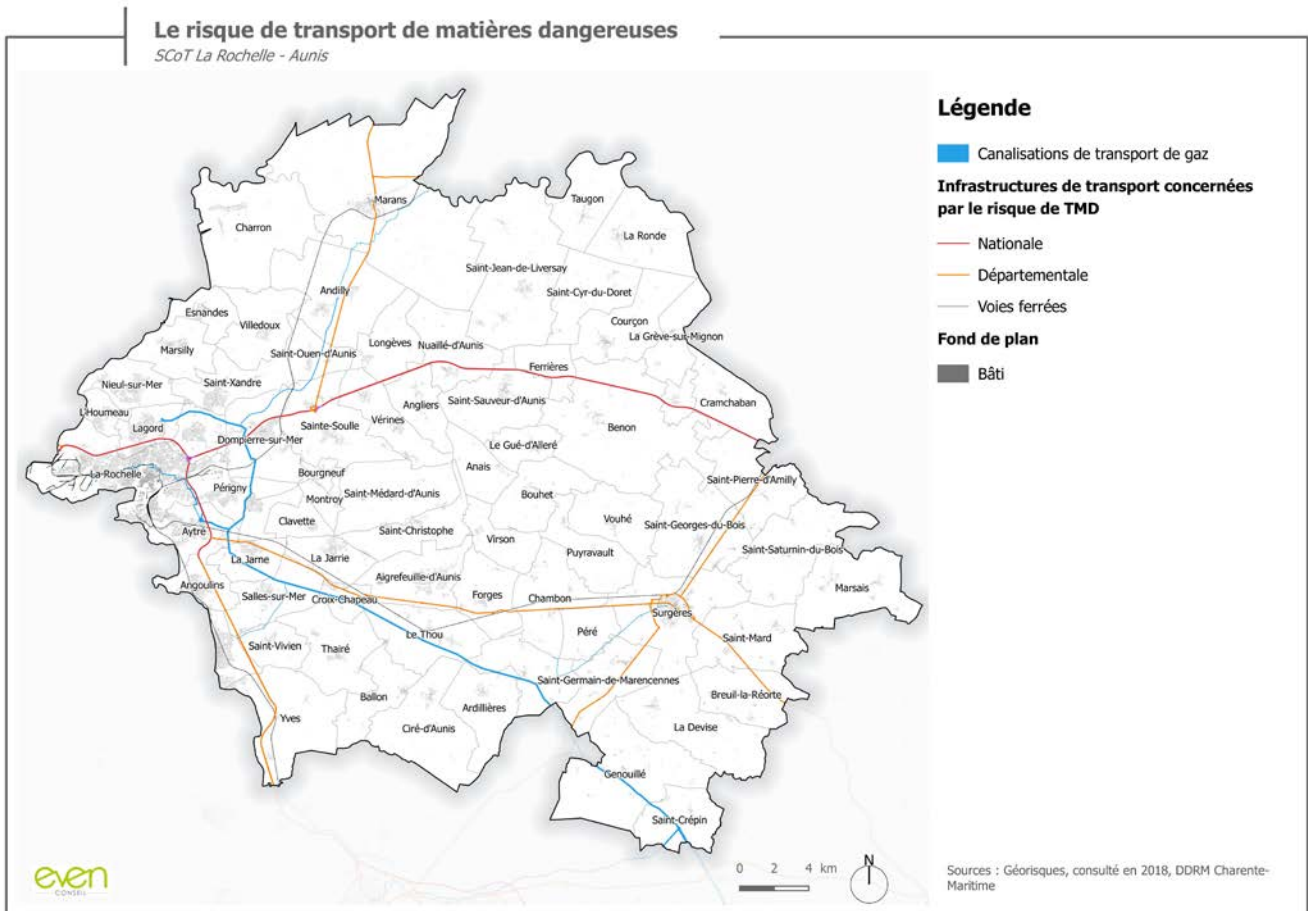 Le risque de transport de matières dangereuses
SCoT La Rochelle - Aunis
Légende
Canalisations de transport de gaz
Infrastructures de transport concernées
par le risque de TMD
Nationale
Départementale
Voies ferrées
Fond de plan
Bâti
Marans
Taugon
Charron
La Ronde
Saint-Jean-de-Liversay
Andilly
Saint-Cyr-du-Doret
Esnandes
Villedoux
Courçon
La Grève-sur-Mignon
Marsilly
Saint-Ouen-d'Aunis
Longèves
Nuaillé-d'Aunis
Ferrières
Nieul-sur-Mer
Saint-Xandre
Cramchaban
L'Houmeau
Lagord
Angliers
Saint-Sauveur-d'Aunis
Vérines
Sainte-Soulle
Benon
Dompierre-sur-Mer
Le Gué-d'Alleré
La-Rochelle
Bourgneuf
Anais
Périgny
Montroy
Saint-Médard-d'Aunis
Bouhet
Saint-Pierre-d'Amilly
Clavette
Vouhé
Saint-Georges-du-Bois
Aytré
Saint-Christophe
Virson
La Jarne
La Jarrie
Puyravault
Saint-Saturnin-du-Bois
Angoulins
Aigrefeuille-d'Aunis
Marsais
Salles-sur-Mer
Croix-Chapeau
Forges
Chambon
Surgères
Le Thou
Péré
Saint-Mard
Saint-Vivien
Thairé
Saint-Germain-de-Marencennes
Breuil-la-Réorte
Ballon
Ardillières
Yves
Ciré-d'Aunis
La Devise
Genouillé
Saint-Crépin
even
CONSEIL
0 2 4 km
N
Sources : Géorisques, consulté en 2018, DDRM Charente-
Maritime